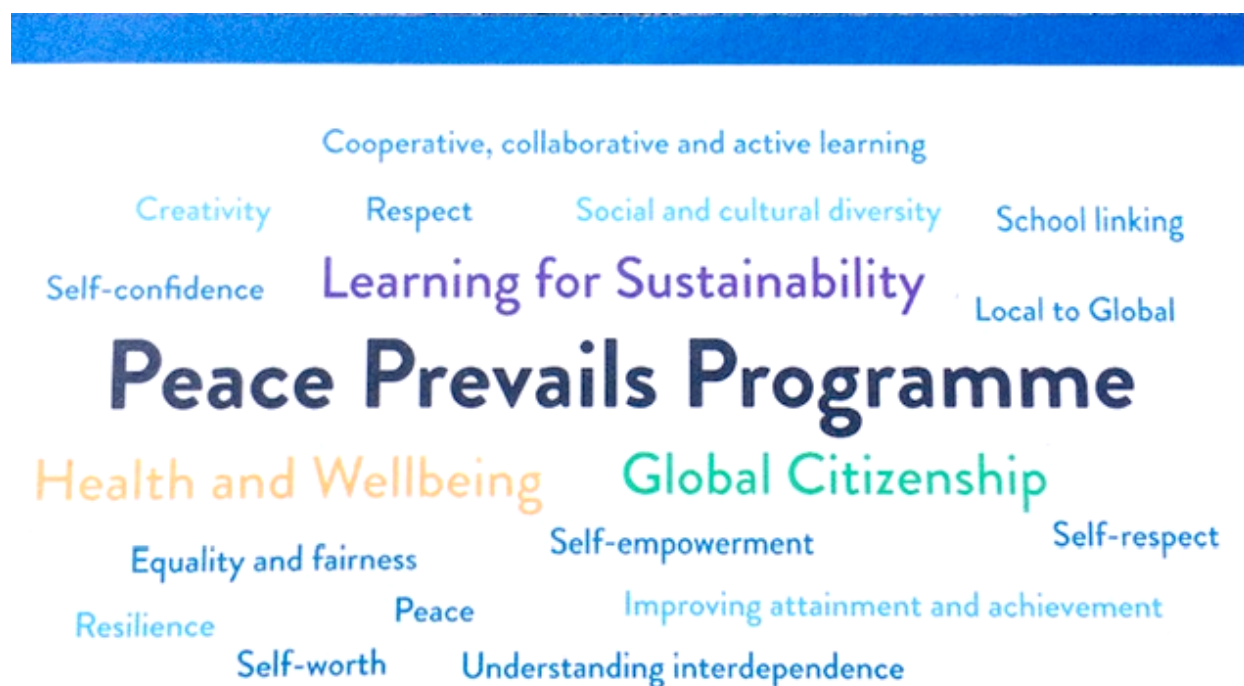 Cooperative, collaborative and active learning
Creativity Respect Social and cultural diversity School linking
Self-confidence Learning for Sustainability Local to Global
Peace Prevails Programme
Health and Wellbeing Global Citizenship
Equality and fairness Self-empowerment Self-respect
Resilience Peace Improving attainment and achievement
Self-worth Understanding interdependence